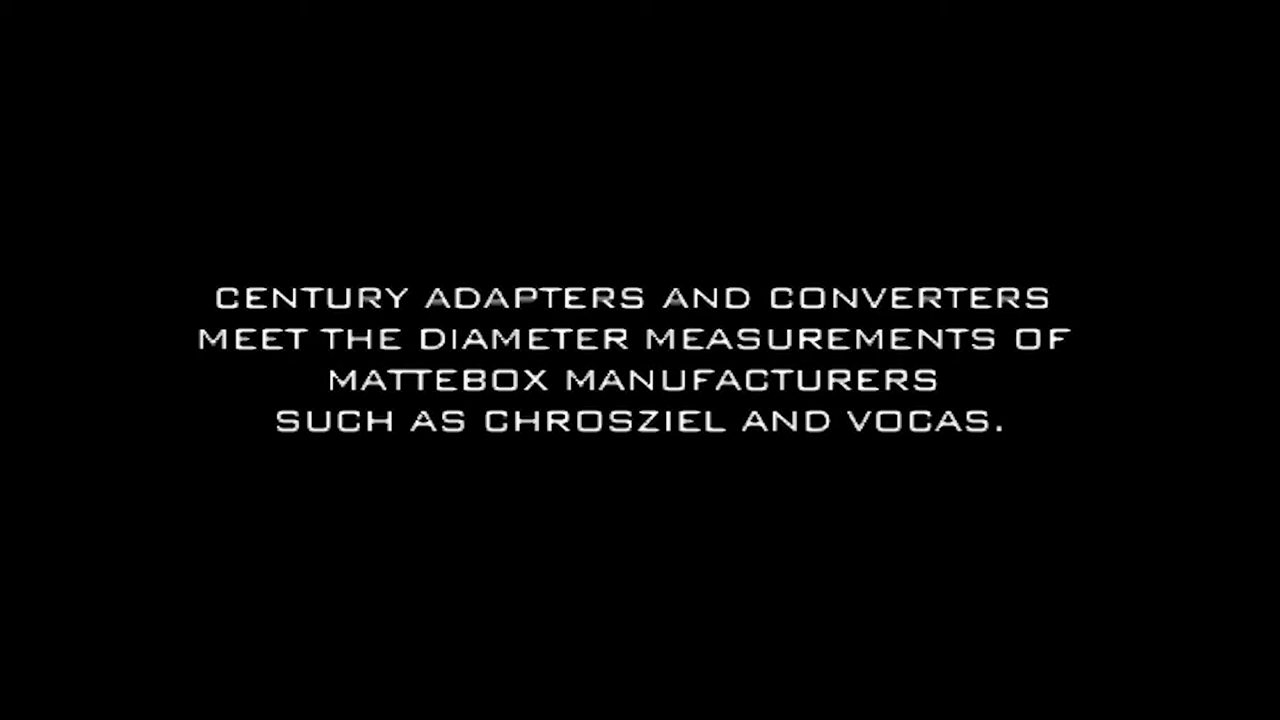 CENTURY ADAPTERS AND CONVERTERS
MEET THE DIAMETER MEASUREMENTS OF
MATTEBOX MANUFACTURERS
SUCH AS CHROSZIEL AND VOCAS.